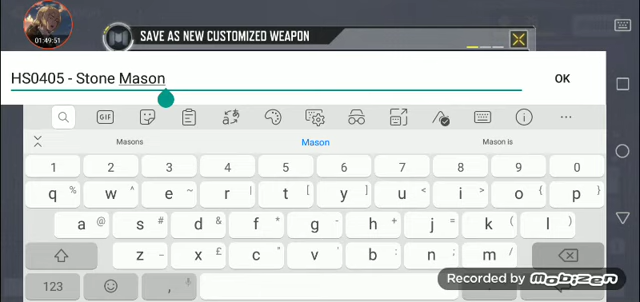 01:49:51
SAVE AS NEW CUSTOMIZED WEAPON
HS0405 - Stone Mason
OK
GIF
Masons Mason Mason is
1 2 3 4 5 6 7 8 9 0
q % w ^ e ~ r | t [ y ] u < i > o { p }
a @ s # d & f * g - h + j = k ( l )
z _ x £ c " v ' b : n ; m /
123 ,
Recorded by MOBIZEN